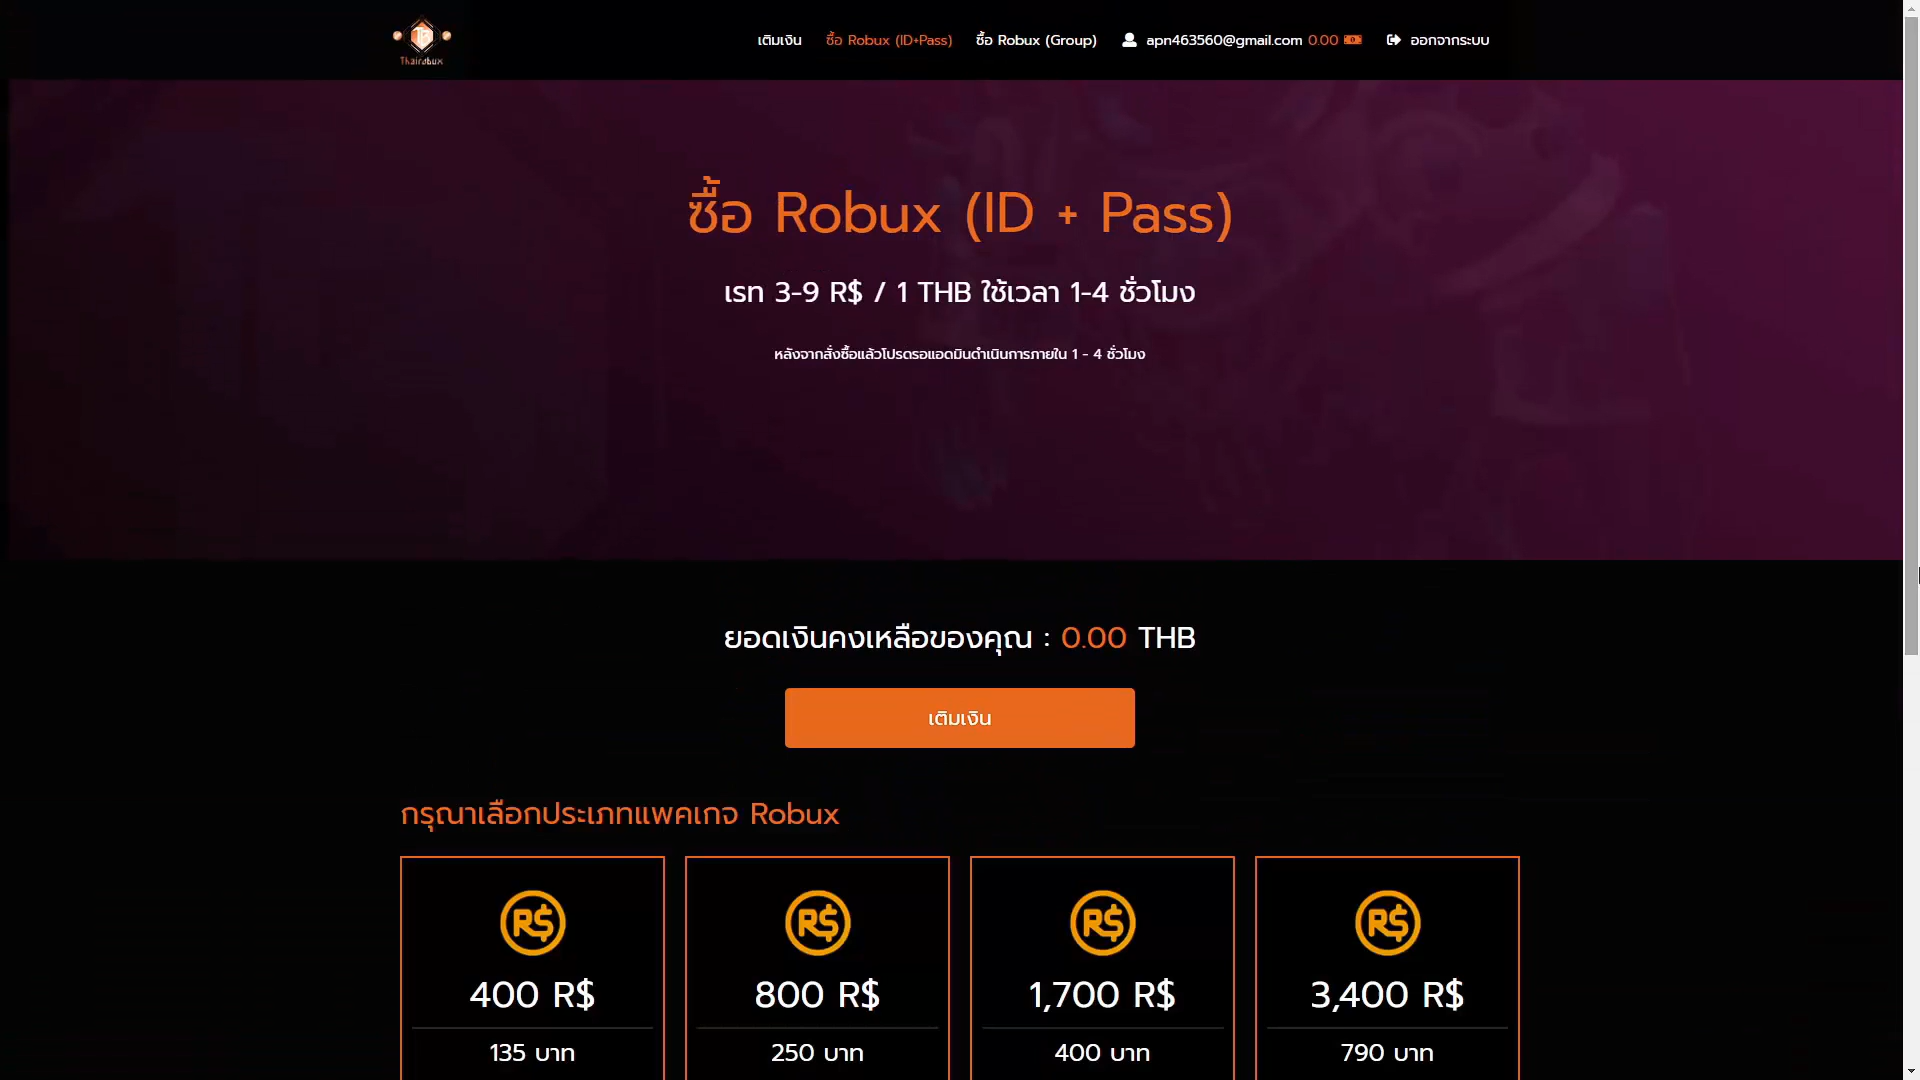 Thairobux
เติมเงิน
ซื้อ Robux (ID+Pass)
ซื้อ Robux (Group)
apn463560@gmail.com 0.00
ออกจากระบบ
ซื้อ Robux (ID + Pass)
เรท 3-9 R$ / 1 THB ใช้เวลา 1-4 ชั่วโมง
หลังจากสั่งซื้อแล้วโปรดรอแอดมินดำเนินการภายใน 1 - 4 ชั่วโมง
ยอดเงินคงเหลือของคุณ : 0.00 THB
เติมเงิน
กรุณาเลือกประเภทแพคเกจ Robux
R$
400 R$
135 บาท
R$
800 R$
250 บาท
R$
1,700 R$
400 บาท
R$
3,400 R$
790 บาท